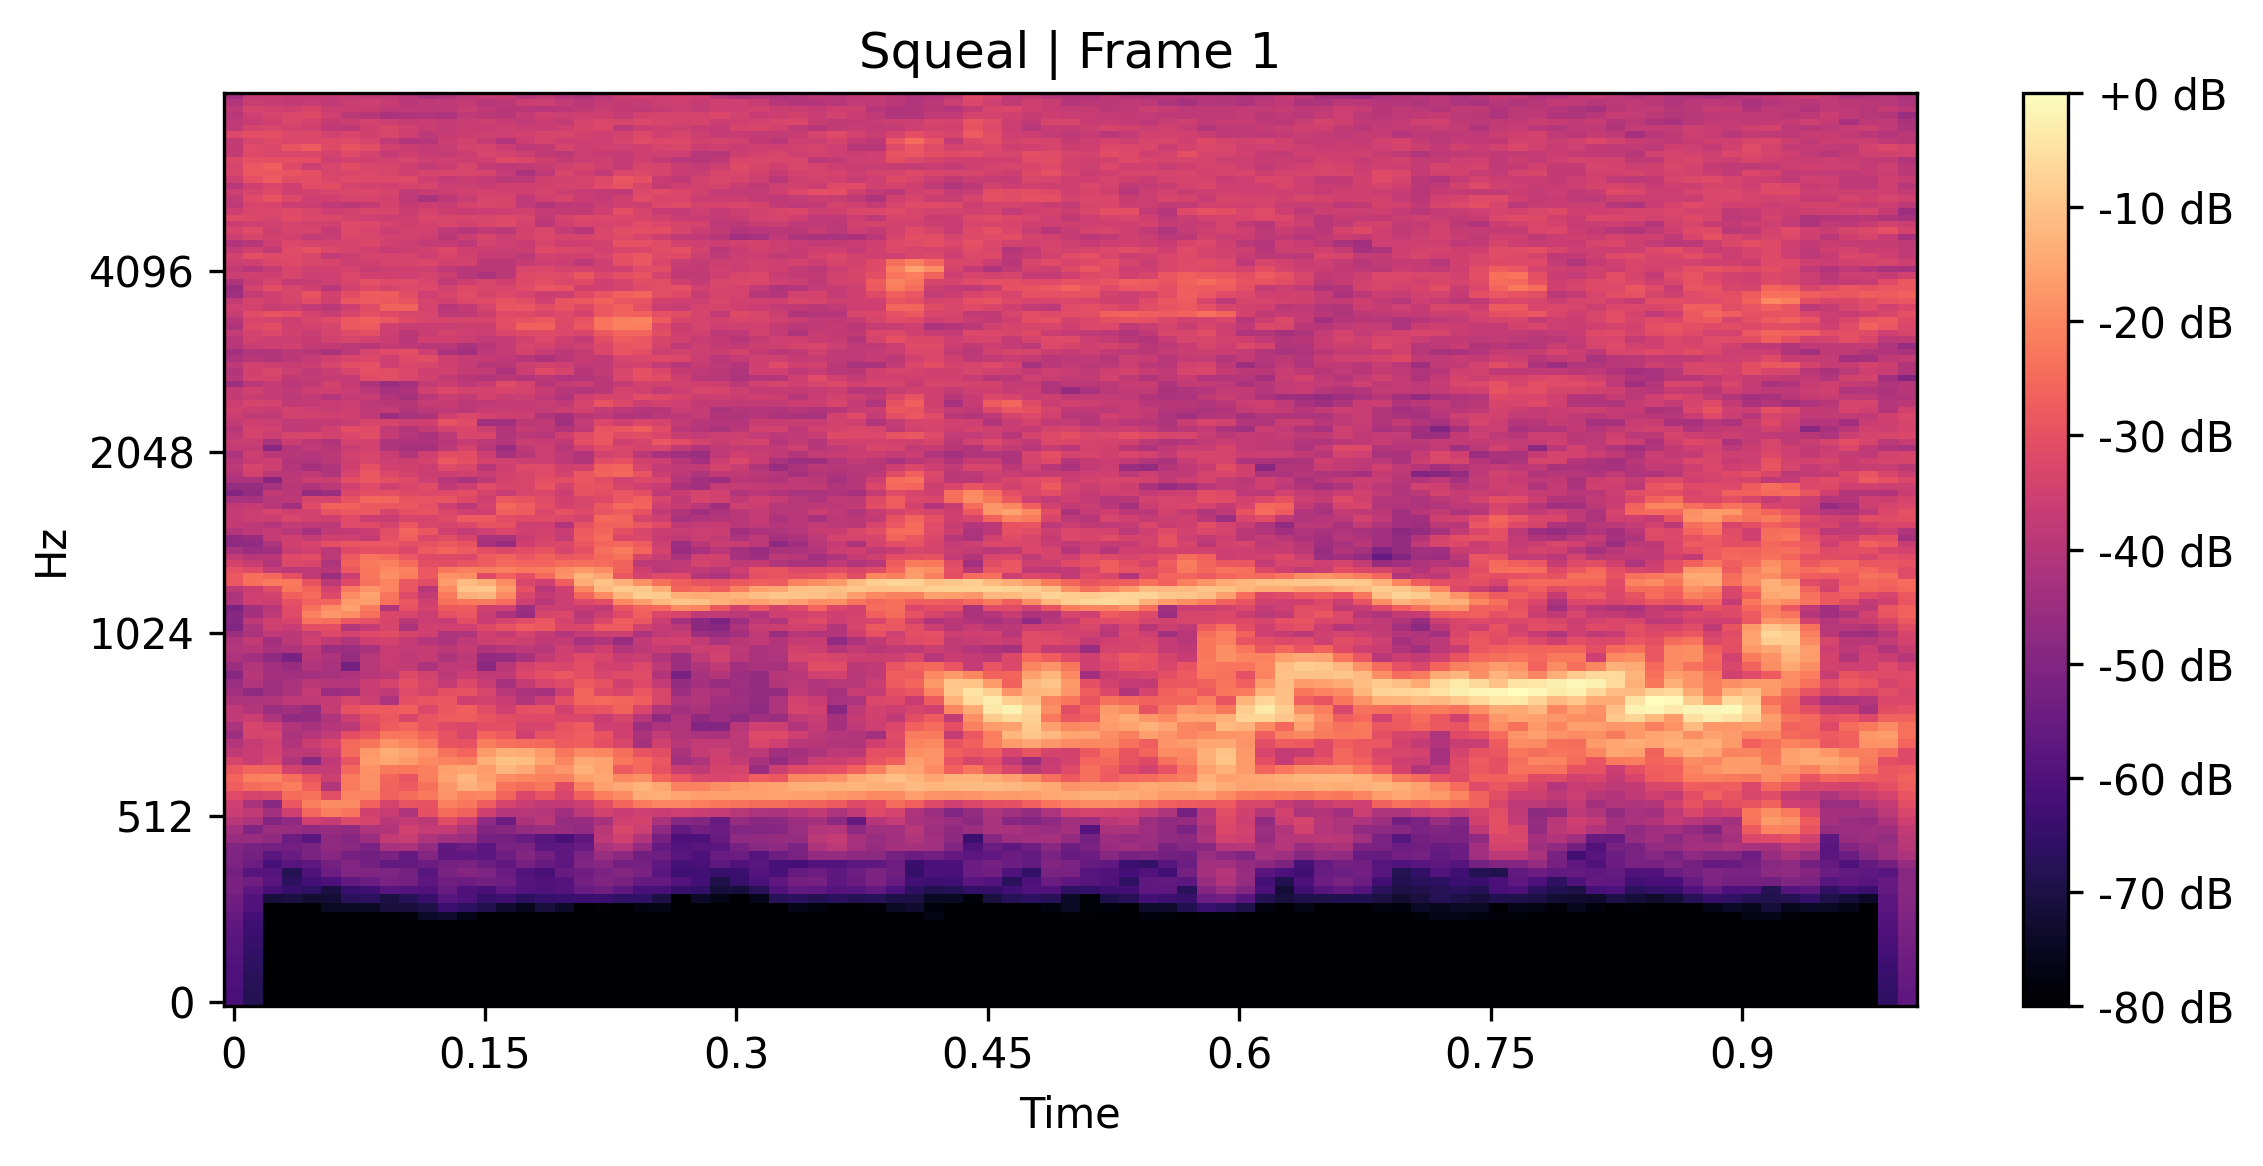 Squeal | Frame 1
+0 dB
-10 dB
-20 dB
-30 dB
-40 dB
-50 dB
-60 dB
-70 dB
-80 dB
Hz
4096
2048
1024
512
0
0 0.15 0.3 0.45 0.6 0.75 0.9
Time